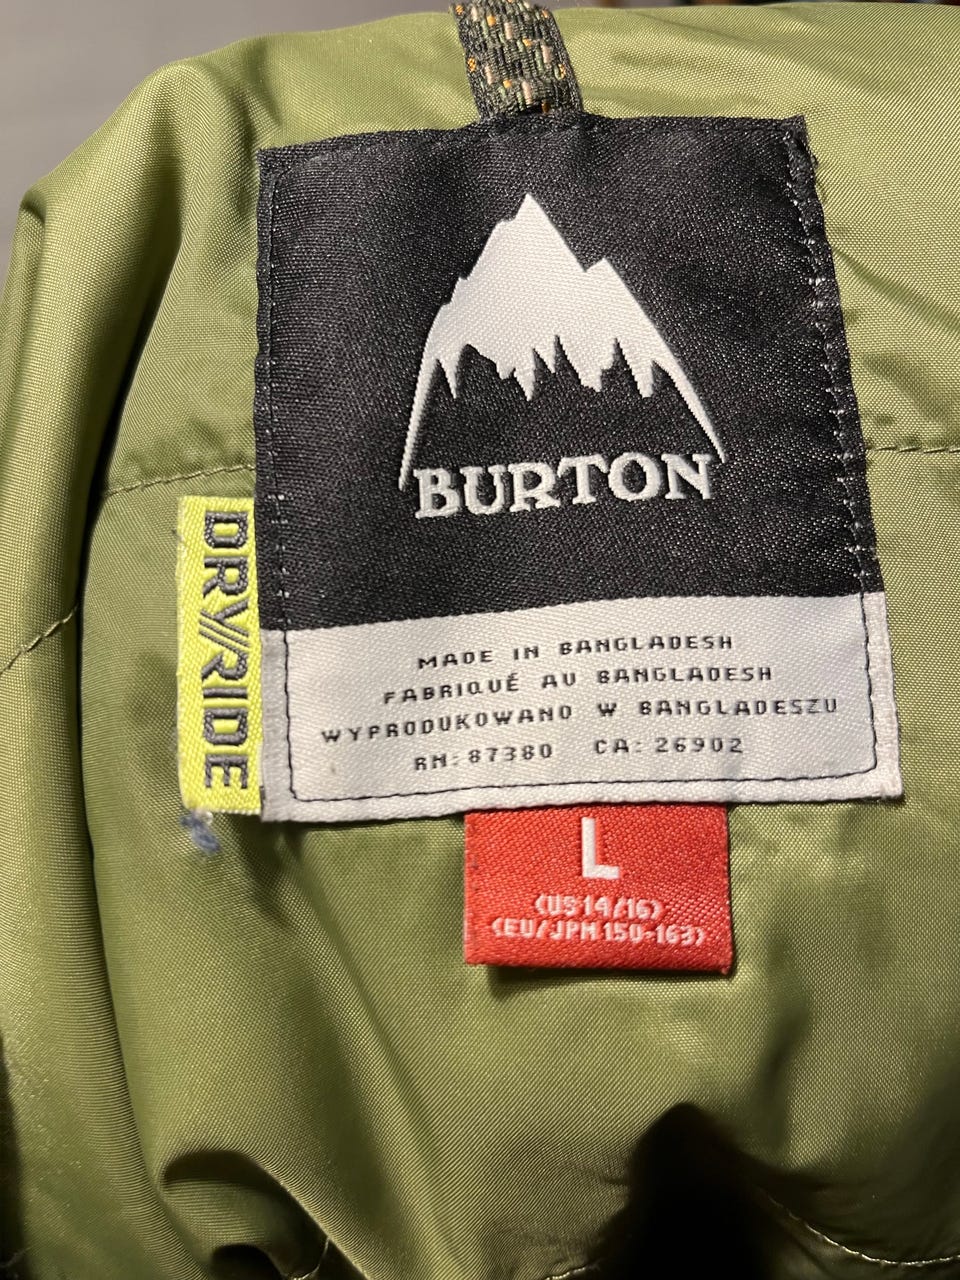 BURTON
DRY//RIDE
MADE IN BANGLADESH
FABRIQUÉ AU BANGLADESH
WYPRODUKOWANO W BANGLADESZU
RN: 87380 CA: 26902
L
(US 14/16)
(EU/JPN 150-163)